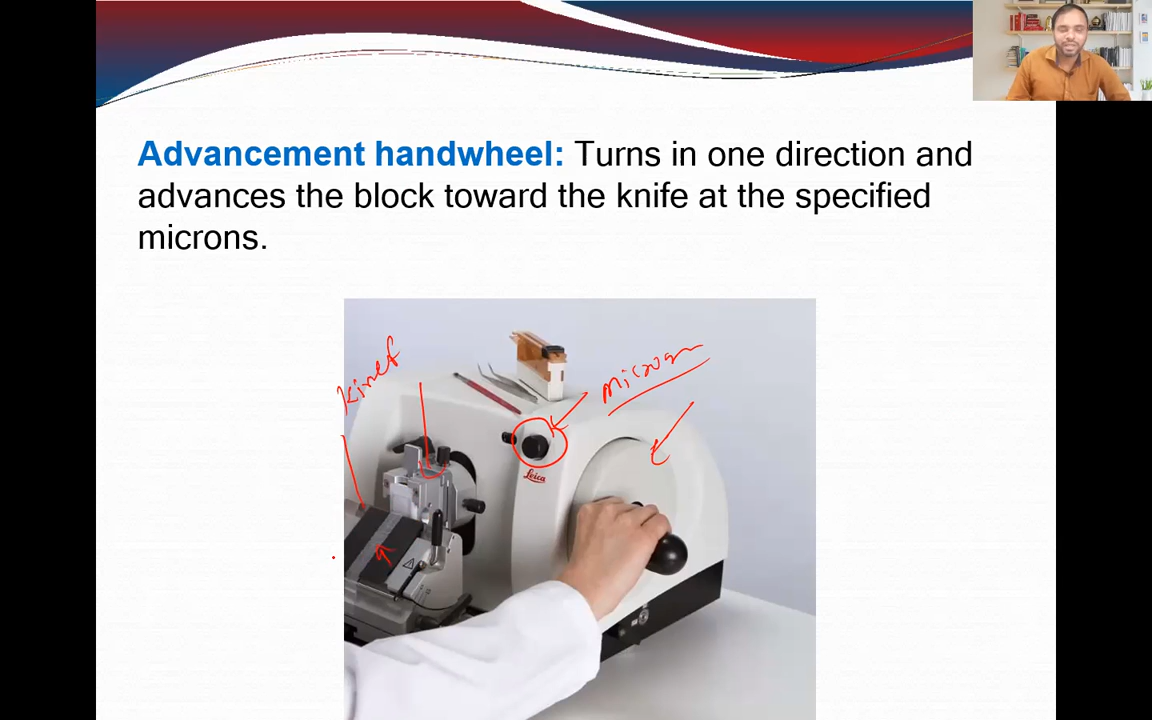 Advancement handwheel: Turns in one direction and
advances the block toward the knife at the specified
microns.
micron
Leica